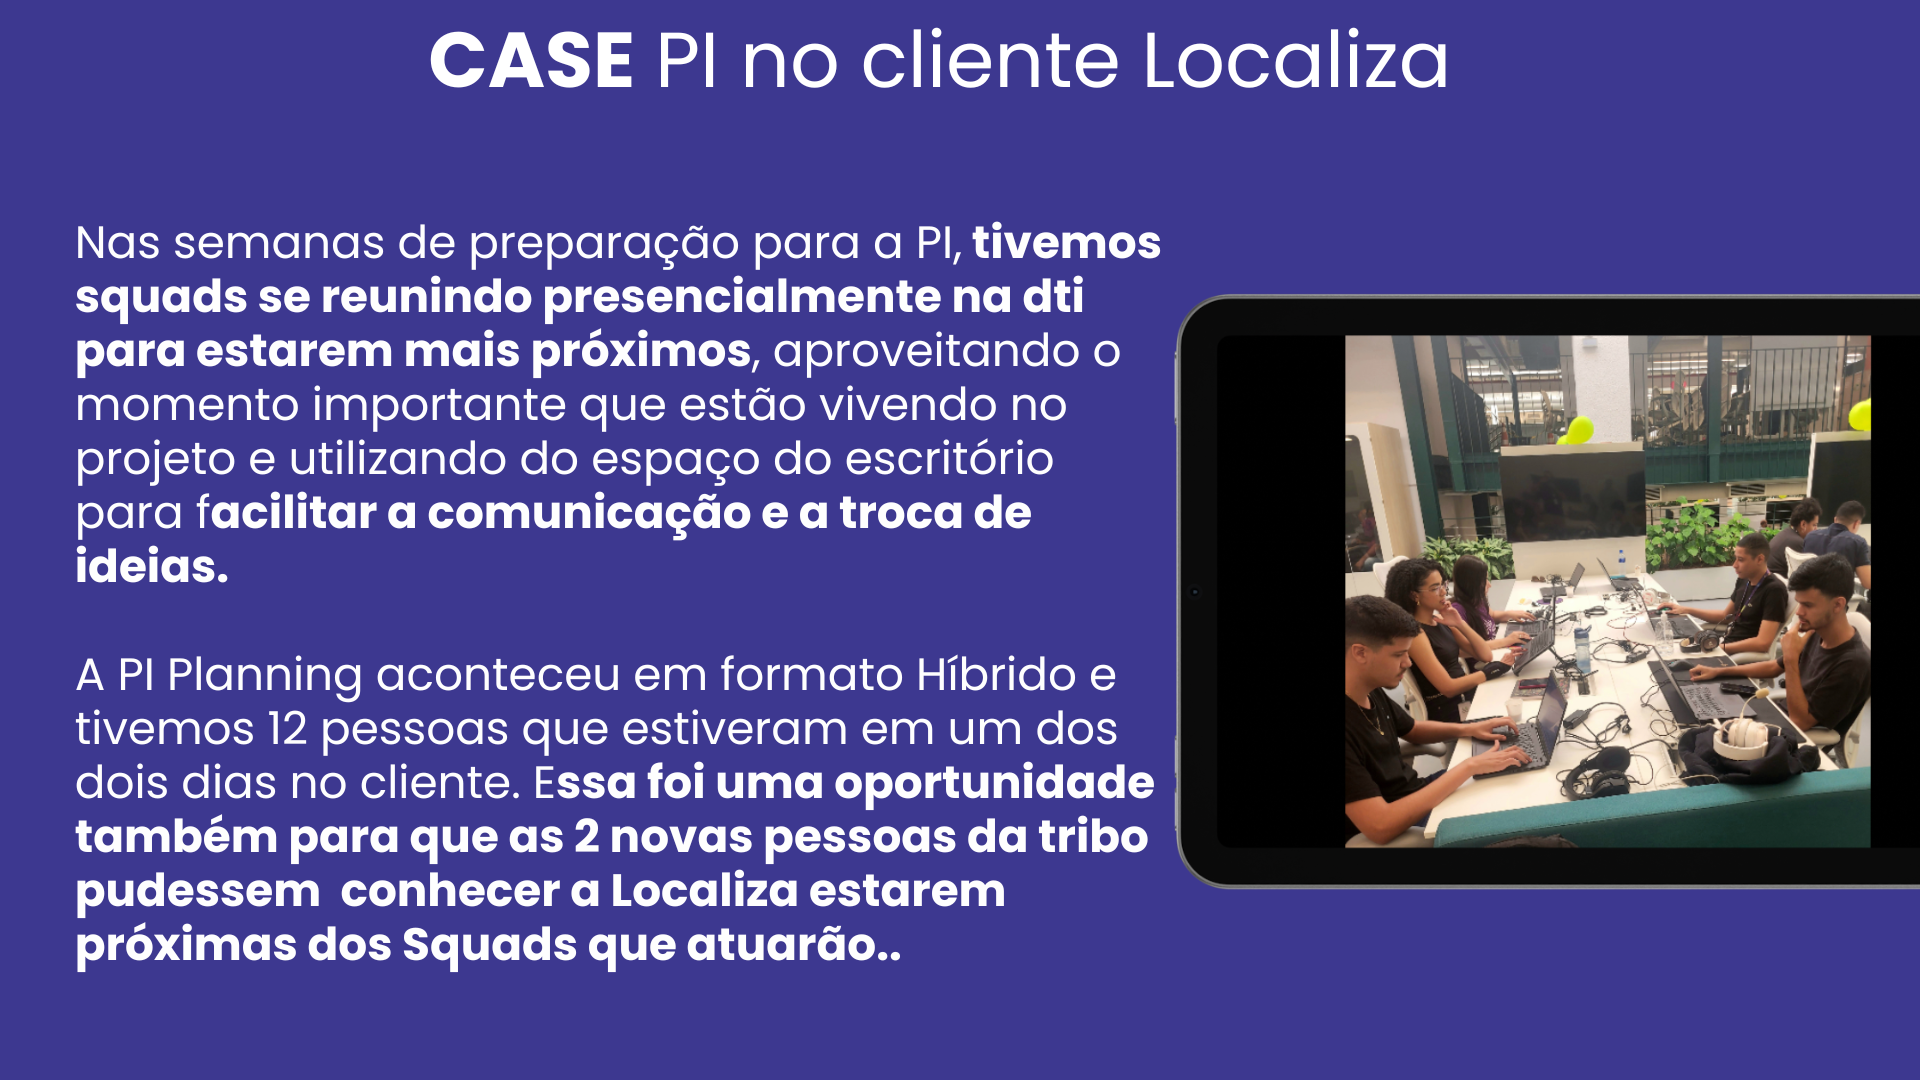 CASE PI no cliente Localiza
Nas semanas de preparação para a PI, tivemos
squads se reunindo presencialmente na dti
para estarem mais próximos, aproveitando o
momento importante que estão vivendo no
projeto e utilizando do espaço do escritório
para facilitar a comunicação e a troca de
ideias.
A PI Planning aconteceu em formato Híbrido e
tivemos 12 pessoas que estiveram em um dos
dois dias no cliente. Essa foi uma oportunidade
também para que as 2 novas pessoas da tribo
pudessem  conhecer a Localiza estarem
próximas dos Squads que atuarão..